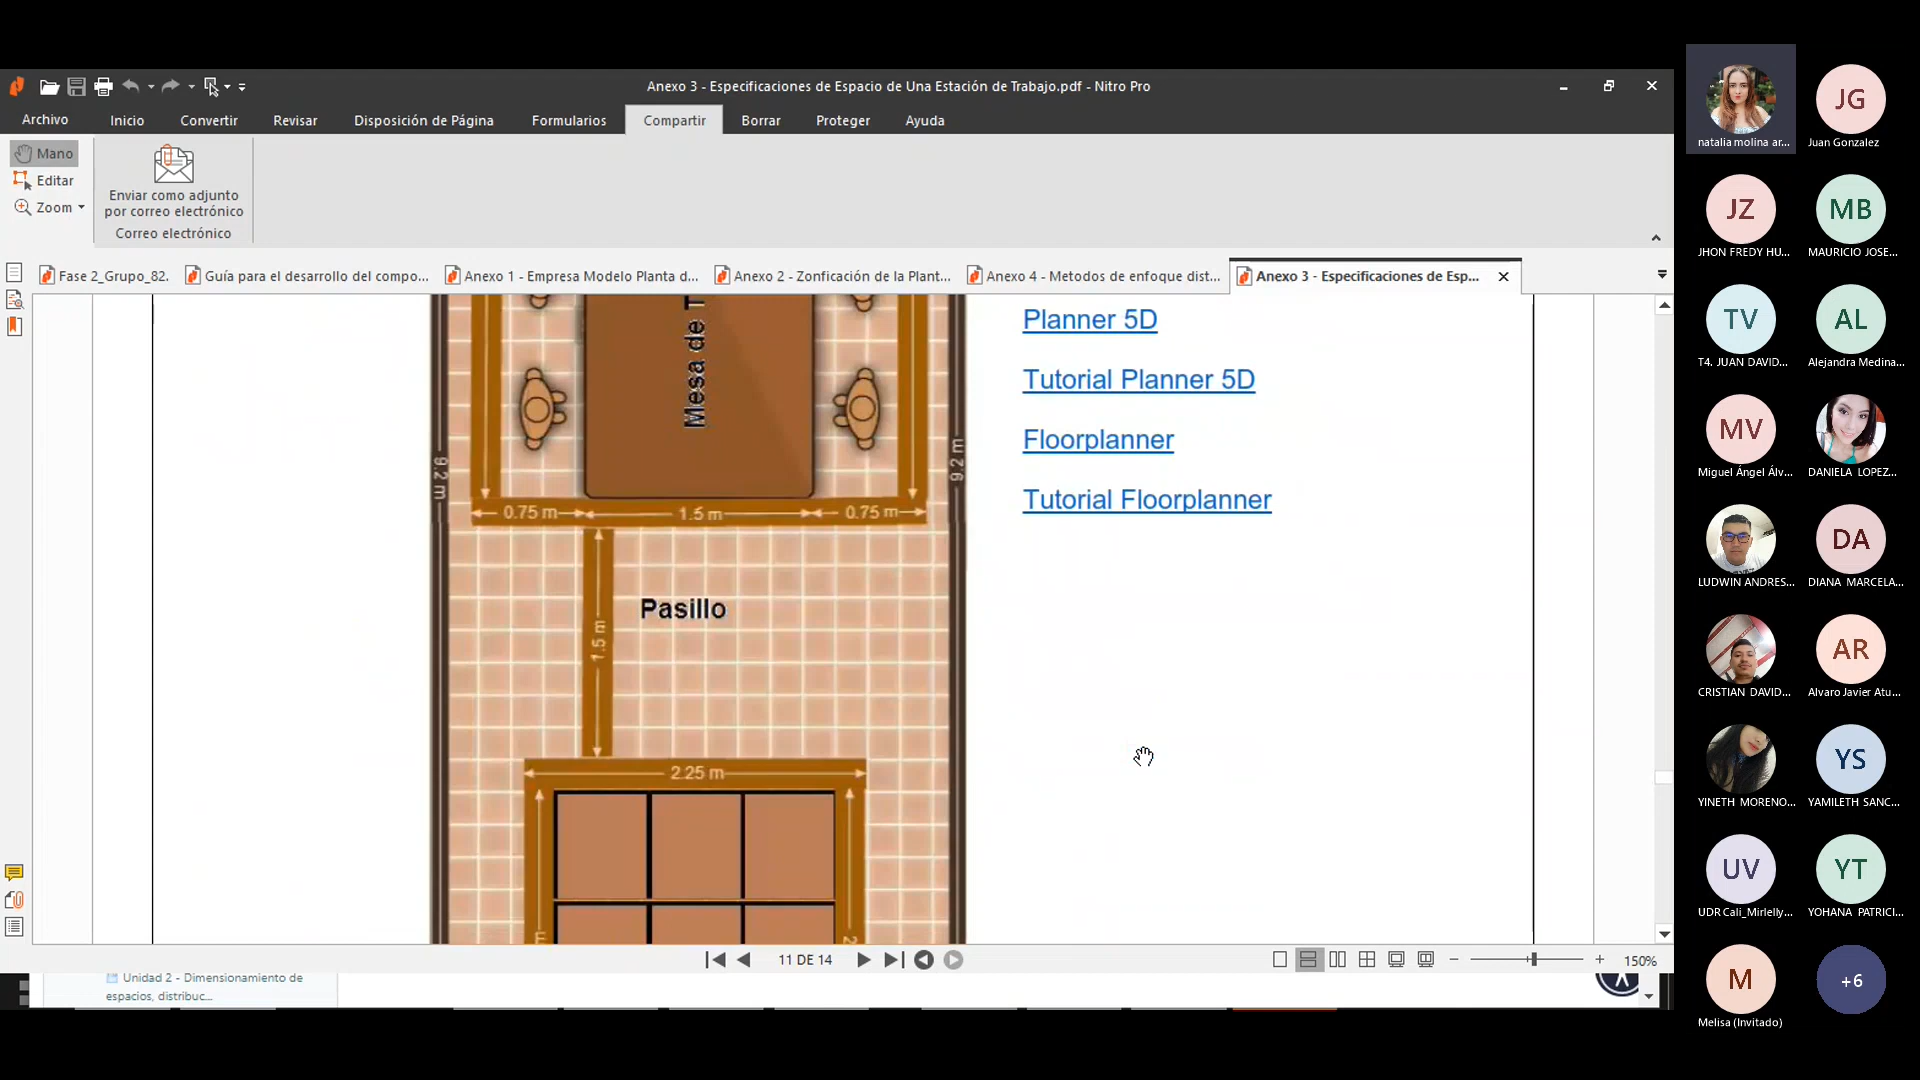 Anexo 3 - Especificaciones de Espacio de Una Estación de Trabajo.pdf - Nitro Pro
Archivo Inicio Convertir Revisar Disposición de Página Formularios Compartir Borrar Proteger Ayuda
Mano
Editar
Zoom
Enviar como adjunto
por correo electrónico
Correo electrónico
Fase 2_Grupo_82. Guía para el desarrollo del compo... Anexo 1 - Empresa Modelo Planta d... Anexo 2 - Zonficación de la Plant... Anexo 4 - Metodos de enfoque dist... Anexo 3 - Especificaciones de Esp...
Mesa de T
9.2 m
9.2 m
0.75 m 1.5 m 0.75 m
1.5 m
Pasillo
2.25 m
Planner 5D
Tutorial Planner 5D
Floorplanner
Tutorial Floorplanner
11 DE 14
150%
Unidad 2 - Dimensionamiento de
espacios, distribuc...
natalia molina ar...
JG
Juan Gonzalez
JZ
JHON FREDY HU...
MB
MAURICIO JOSE...
TV
T4. JUAN DAVID...
AL
Alejandra Medina...
MV
Miguel Ángel Álv...
DANIELA LOPEZ...
LUDWIN ANDRES...
DA
DIANA MARCELA...
CRISTIAN DAVID...
AR
Alvaro Javier Atu...
YINETH MORENO...
YS
YAMILETH SANC...
UV
UDR Cali_Mirlelly...
YT
YOHANA PATRICI...
M
Melisa (Invitado)
+6